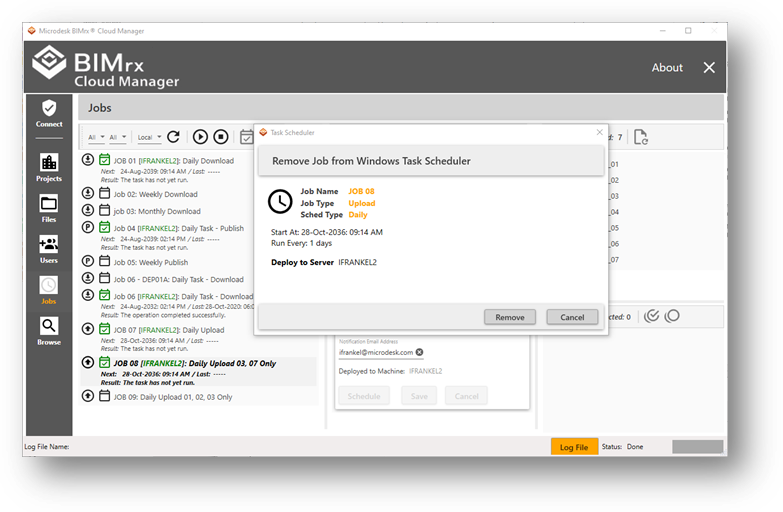 Microdesk BIMrx® Cloud Manager
BIMrx
Cloud Manager
About
Connect
Projects
Files
Users
Jobs
Browse
Jobs
All All Local
JOB 01 [IFRANKEL2]: Daily Download
Next: 24-Aug-2039: 09:14 AM / Last: -----
Result: The task has not yet run.
Job 02: Weekly Download
job 03: Monthly Download
Job 04 [IFRANKEL2]: Daily Task - Publish
Next: 24-Aug-2039: 02:14 PM / Last: -----
Result: The task has not yet run.
Job 05: Weekly Publish
Job 06 - DEP01A: Daily Task - Download
Job 06 [IFRANKEL2]: Daily Task - Download
Next: 24-Aug-2032: 02:14 PM / Last:28-Oct-2020: 06:0
Result: The operation completed successfully.
JOB 07 [IFRANKEL2]: Daily Upload
Next: 28-Oct-2036: 09:14 AM / Last: -----
Result: The task has not yet run.
JOB 08 [IFRANKEL2]: Daily Upload 03, 07 Only
Next: 28-Oct-2036: 09:14 AM / Last: -----
Result: The task has not yet run.
JOB 09: Daily Upload 01, 02, 03 Only
Task Scheduler
Remove Job from Windows Task Scheduler
Job Name JOB 08
Job Type Upload
Sched Type Daily
Start At: 28-Oct-2036: 09:14 AM
Run Every: 1 days
Deploy to Server IFRANKEL2
Remove Cancel
Notification Email Address
ifrankel@microdesk.com
Deployed to Machine: IFRANKEL2
Schedule Save Cancel
d: 7
_01
_02
_03
_04
_05
_06
_07
cted: 0
Log File Name:
Log File
Status: Done